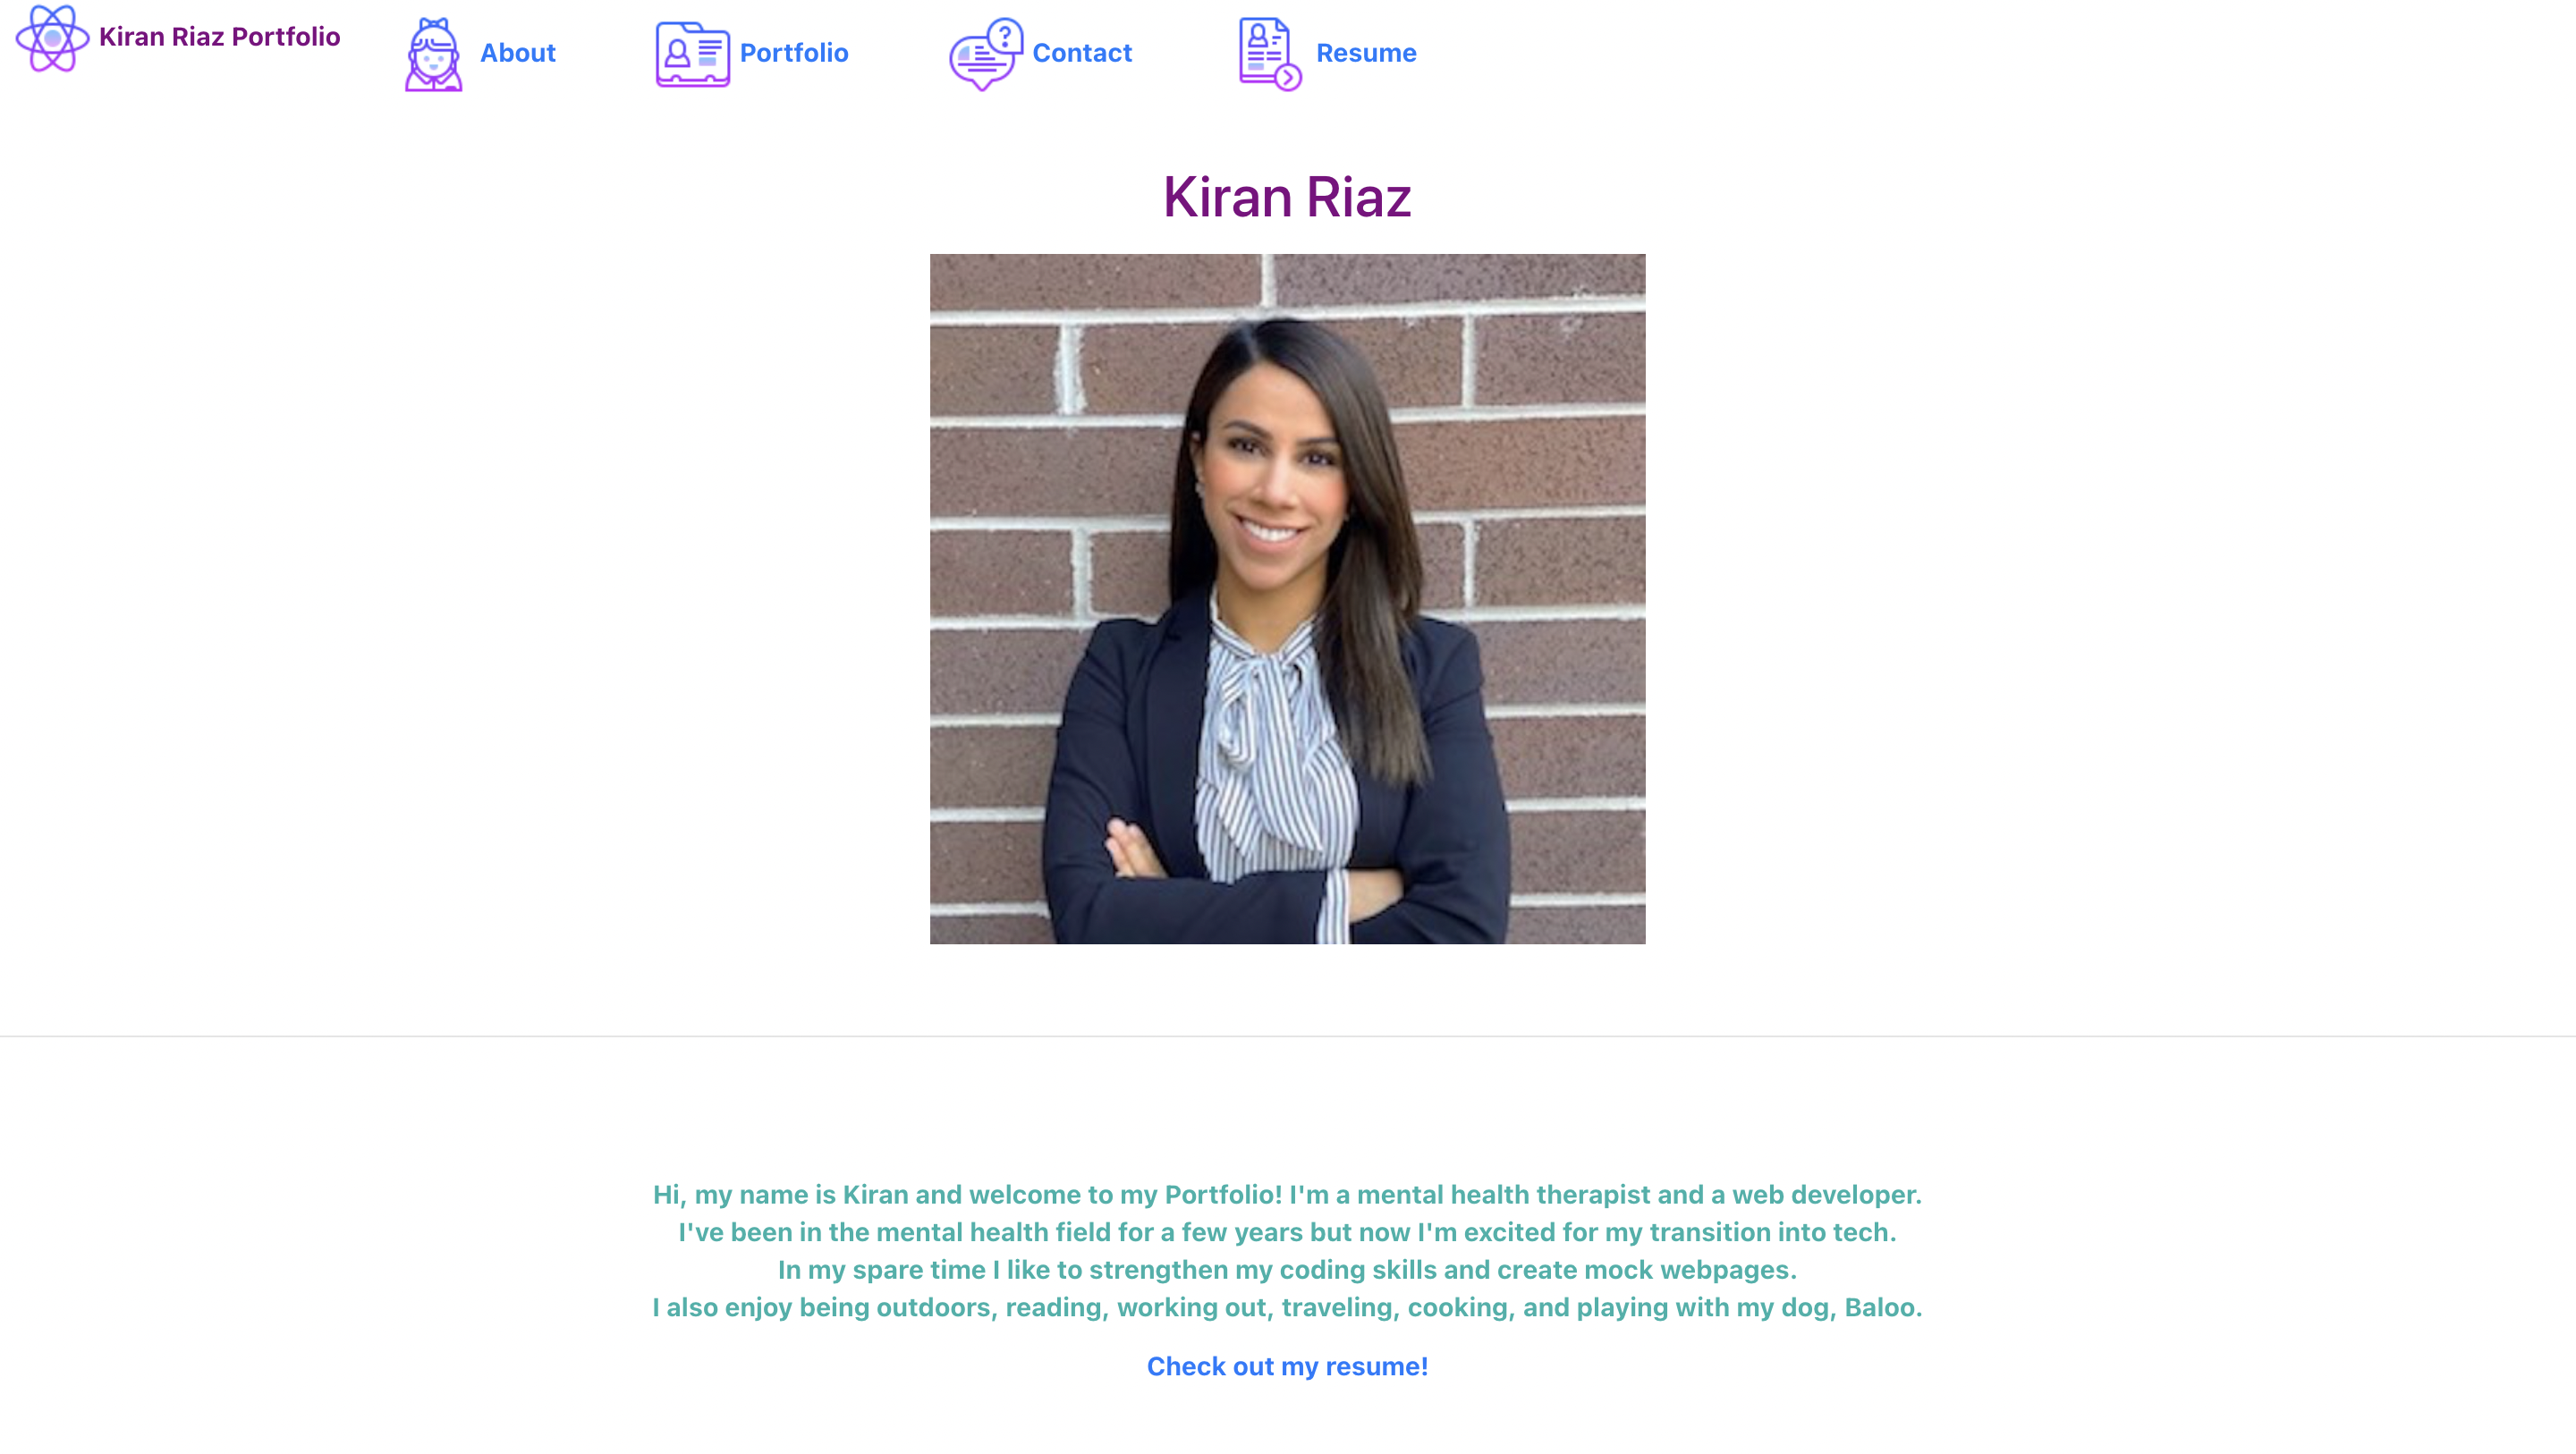 Kiran Riaz Portfolio
About
Portfolio
Contact
Resume
Kiran Riaz
Hi, my name is Kiran and welcome to my Portfolio! I'm a mental health therapist and a web developer.
I've been in the mental health field for a few years but now I'm excited for my transition into tech.
In my spare time I like to strengthen my coding skills and create mock webpages.
I also enjoy being outdoors, reading, working out, traveling, cooking, and playing with my dog, Baloo.
Check out my resume!